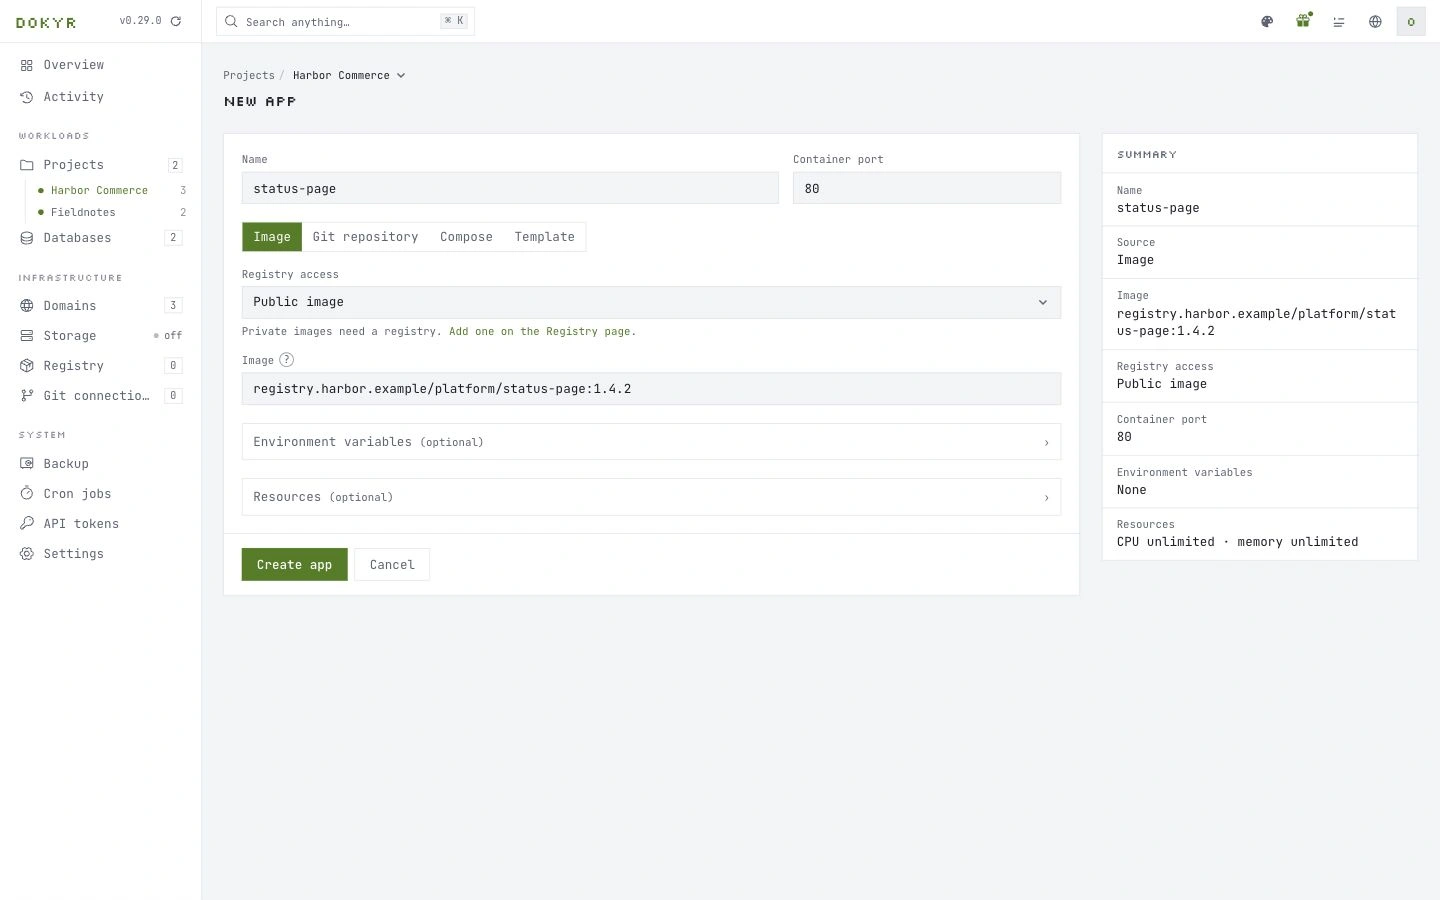 DOKYR
v0.29.0
Search anything…
⌘ K
O
Overview
Activity
WORKLOADS
Projects
2
Harbor Commerce
3
Fieldnotes
2
Databases
2
INFRASTRUCTURE
Domains
3
Storage
off
Registry
0
Git connectio…
0
SYSTEM
Backup
Cron jobs
API tokens
Settings
Projects / Harbor Commerce
NEW APP
Name
status-page
Container port
80
Image
Git repository
Compose
Template
Registry access
Public image
Private images need a registry. Add one on the Registry page.
Image ?
registry.harbor.example/platform/status-page:1.4.2
Environment variables (optional) ›
Resources (optional) ›
Create app
Cancel
SUMMARY
Name
status-page
Source
Image
Image
registry.harbor.example/platform/stat
us-page:1.4.2
Registry access
Public image
Container port
80
Environment variables
None
Resources
CPU unlimited · memory unlimited